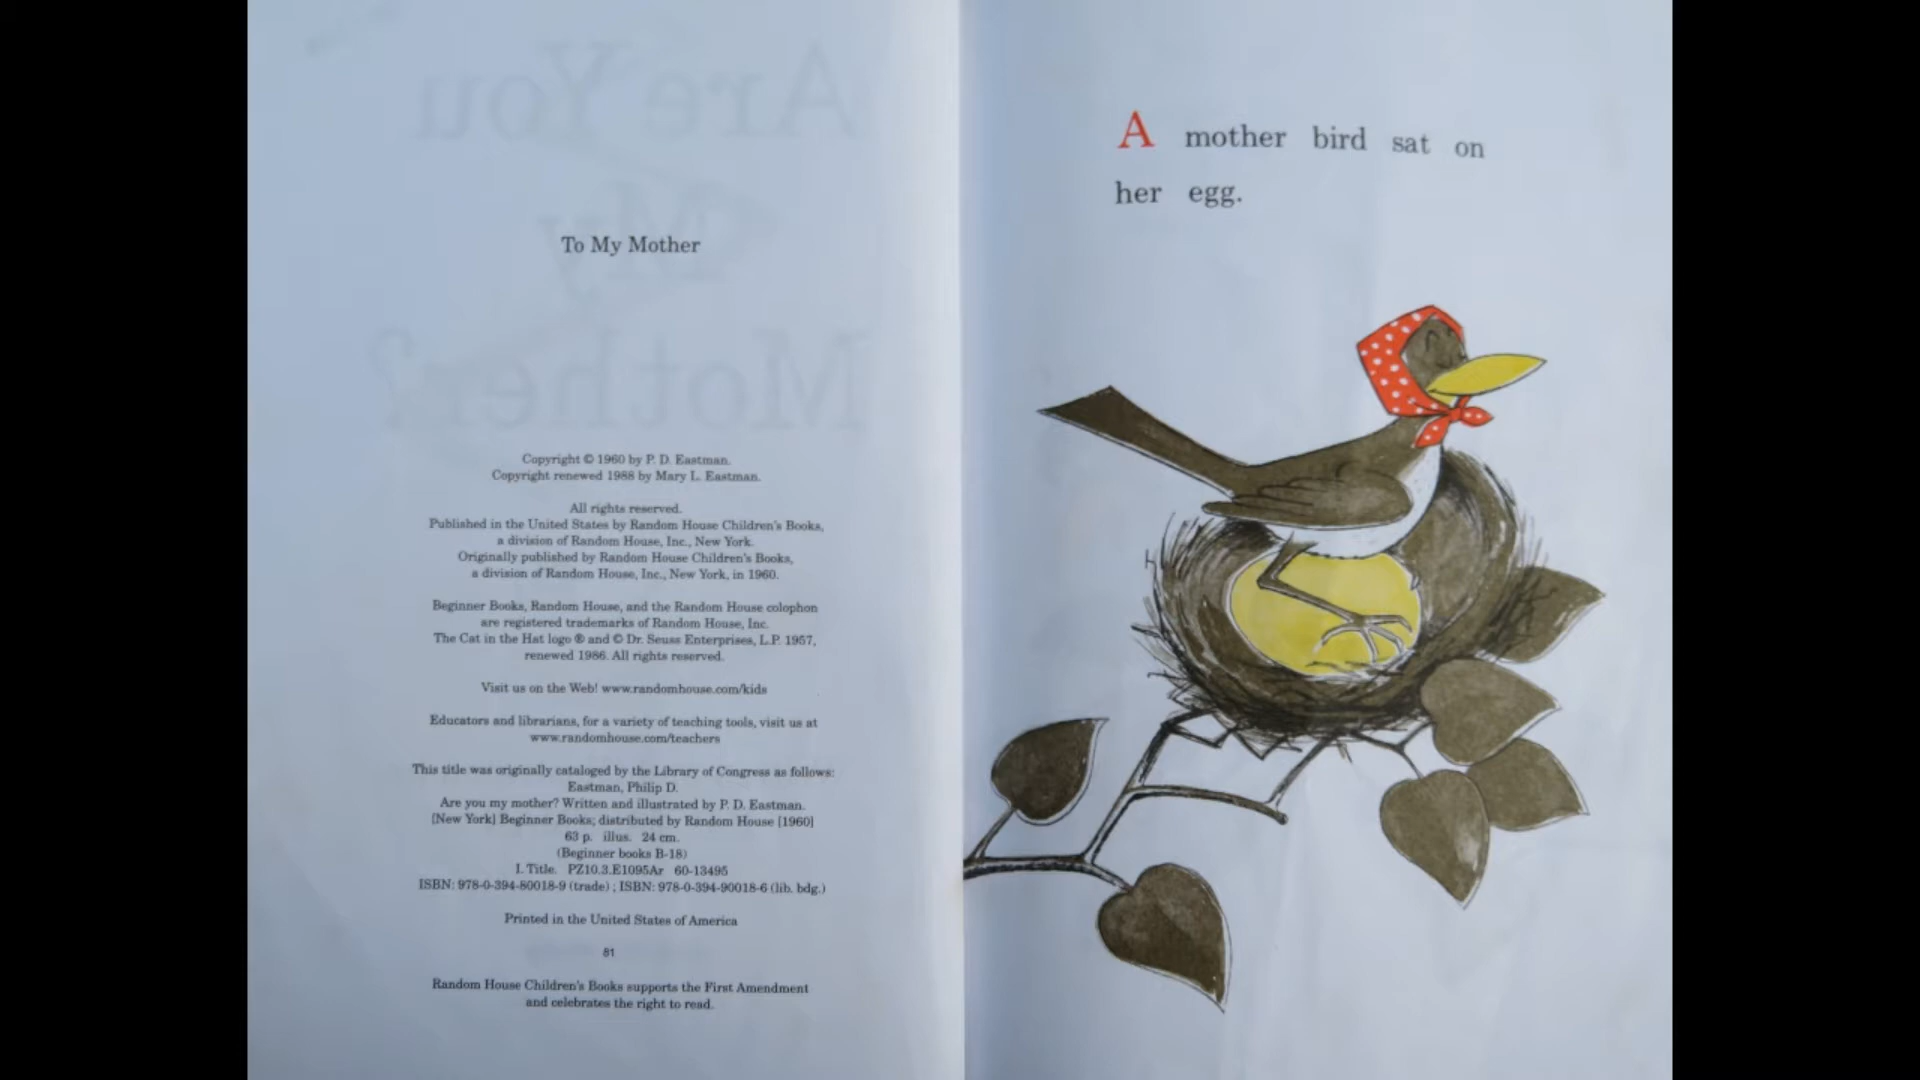 Are You
My
Mother?
To My Mother
Copyright © 1960 by P. D. Eastman.
Copyright renewed 1988 by Mary L. Eastman.
All rights reserved.
Published in the United States by Random House Children's Books,
a division of Random House, Inc., New York.
Originally published by Random House Children's Books,
a division of Random House, Inc., New York, in 1960.
Beginner Books, Random House, and the Random House colophon
are registered trademarks of Random House, Inc.
The Cat in the Hat logo ® and © Dr. Seuss Enterprises, L.P. 1957,
renewed 1986. All rights reserved.
Visit us on the Web! www.randomhouse.com/kids
Educators and librarians, for a variety of teaching tools, visit us at
www.randomhouse.com/teachers
This title was originally cataloged by the Library of Congress as follows:
Eastman, Philip D.
Are you my mother? Written and illustrated by P. D. Eastman.
[New York] Beginner Books; distributed by Random House [1960]
63 p. illus. 24 cm.
(Beginner books B-18)
I. Title. PZ10.3.E1095Ar 60-13495
ISBN: 978-0-394-80018-9 (trade) ; ISBN: 978-0-394-90018-6 (lib. bdg.)
Printed in the United States of America
81
Random House Children's Books supports the First Amendment
and celebrates the right to read.
A mother bird sat on
her egg.